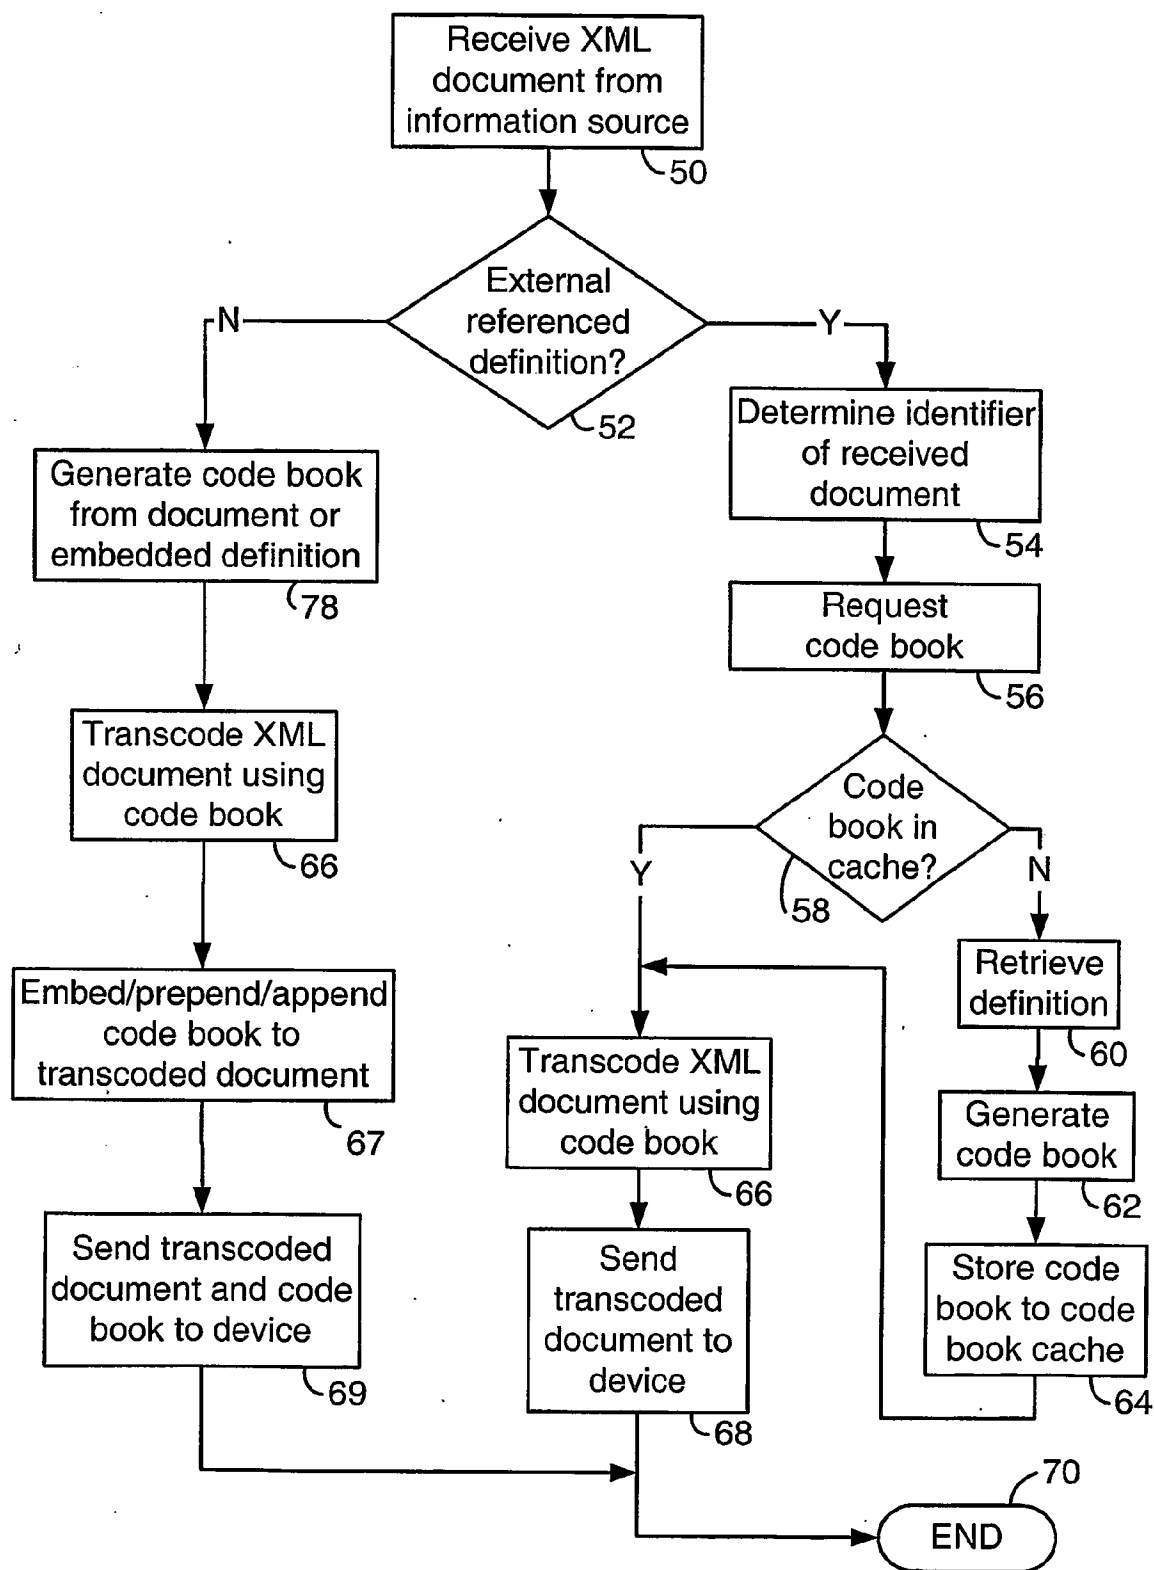 Receive XML
document from
information source
50
External
referenced
definition?
52
N
Y
Determine identifier
of received
document
54
Generate code book
from document or
embedded definition
78
Request
code book
56
Transcode XML
document using
code book
66
Code
book in
cache?
58
Y
N
Retrieve
definition
60
Embed/prepend/append
code book to
transcoded document
67
Transcode XML
document using
code book
66
Generate
code book
62
Send transcoded
document and code
book to device
69
Send
transcoded
document to
device
68
Store code
book to code
book cache
64
70
END